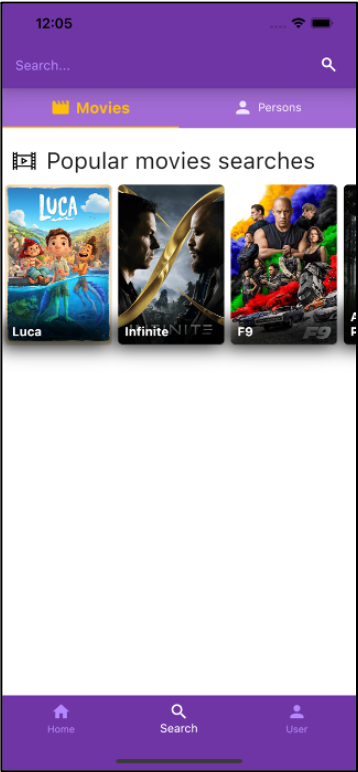 12:05
Search...
Movies
Persons
Popular movies searches
LUCA
Luca
INFINITE
Infinite
F9
F9
Home
Search
User